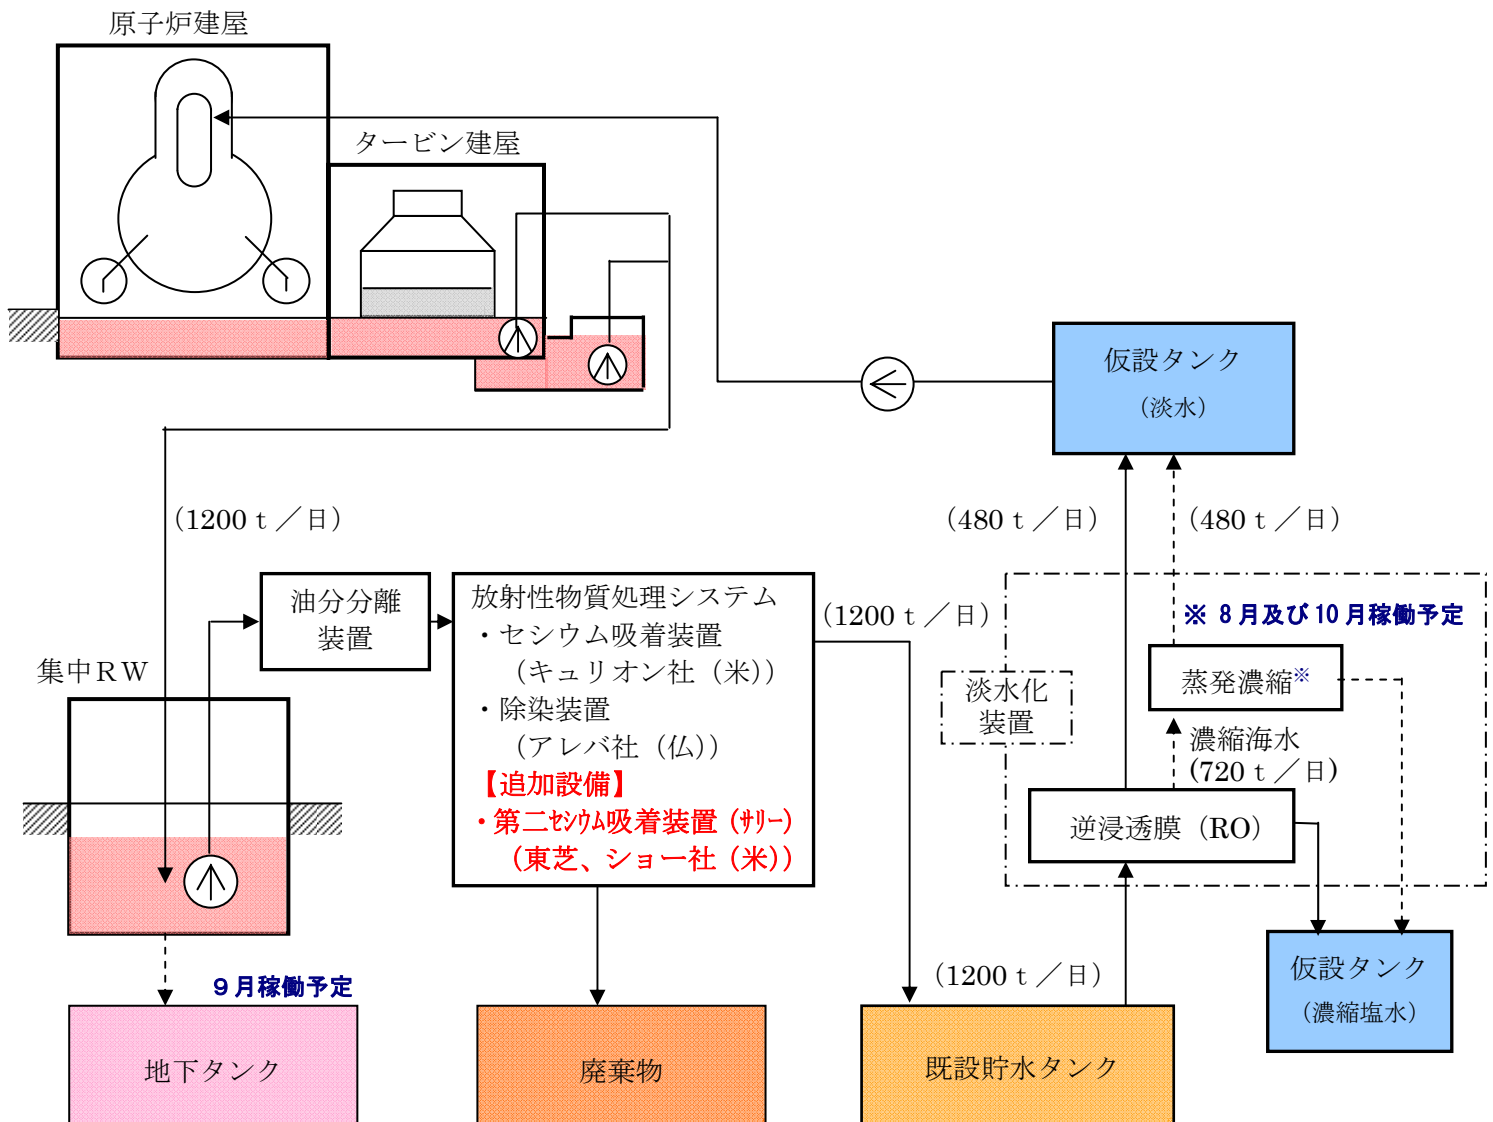 原子炉建屋
タービン建屋
仮設タンク
（淡水）
（1200ｔ／日）
（480ｔ／日）
（480ｔ／日）
油分分離
装置
放射性物質処理システム
・セシウム吸着装置
（キュリオン社（米））
・除染装置
（アレバ社（仏））
【追加設備】
・第二ｾｼｳﾑ吸着装置（ｻﾘｰ）
（東芝、ショー社（米））
（1200ｔ／日）
※ 8月及び10月稼働予定
淡水化
装置
蒸発濃縮※
濃縮海水
(720ｔ／日)
逆浸透膜（RO）
集中ＲＷ
9月稼働予定
（1200ｔ／日）
仮設タンク
（濃縮塩水）
地下タンク
廃棄物
既設貯水タンク